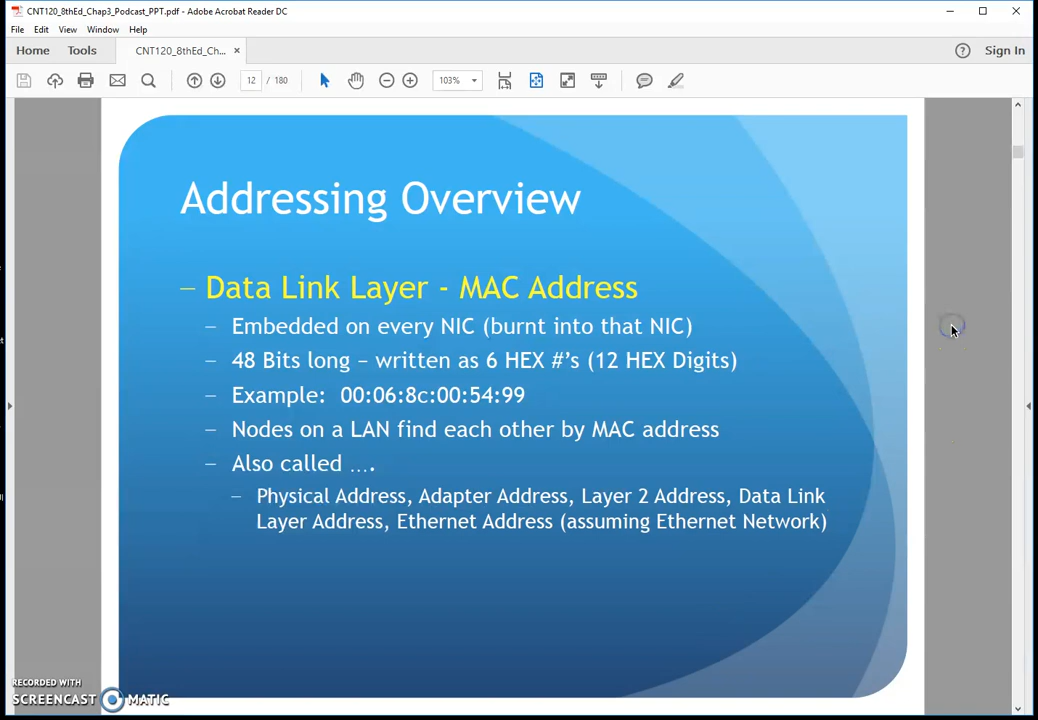 CNT120_8thEd_Chap3_Podcast_PPT.pdf - Adobe Acrobat Reader DC
File Edit View Window Help
Home Tools CNT120_8thEd_Ch... × Sign In
12 / 180 103%
Addressing Overview
– Data Link Layer - MAC Address
– Embedded on every NIC (burnt into that NIC)
– 48 Bits long – written as 6 HEX #’s (12 HEX Digits)
– Example: 00:06:8c:00:54:99
– Nodes on a LAN find each other by MAC address
– Also called ….
– Physical Address, Adapter Address, Layer 2 Address, Data Link
Layer Address, Ethernet Address (assuming Ethernet Network)
RECORDED WITH
SCREENCAST MATIC